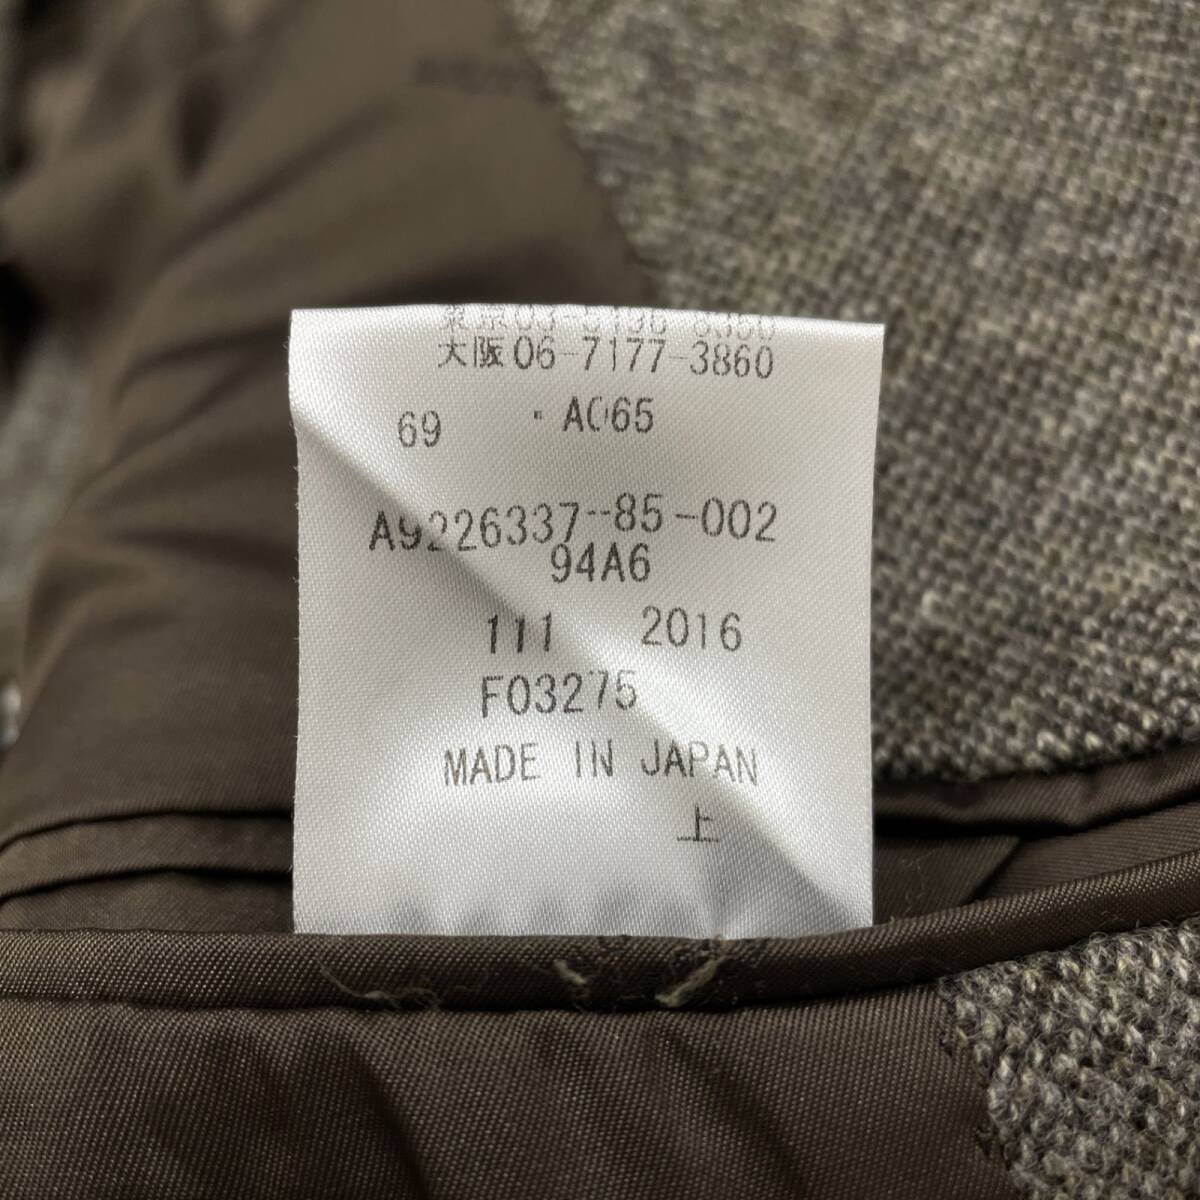 大阪06-7177-3860
69 A065
A9226337-85-002
94A6
111 2016
F03275
MADE IN JAPAN
上